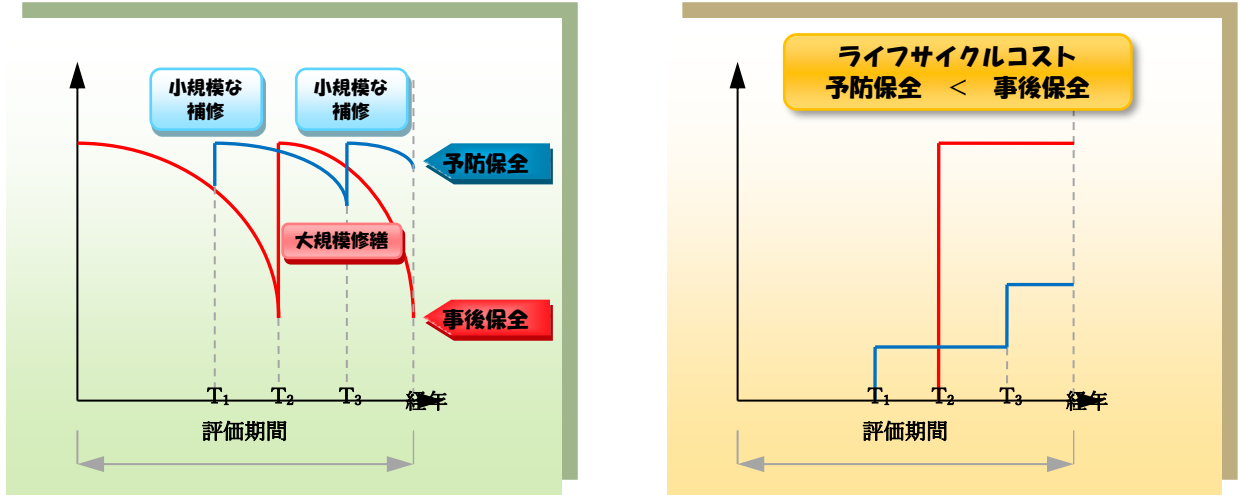 小規模な
補修
小規模な
補修
予防保全
大規模修繕
事後保全
T₁
T₂
T₃
経年
評価期間
ライフサイクルコスト
予防保全 < 事後保全
T₁
T₂
T₃
経年
評価期間